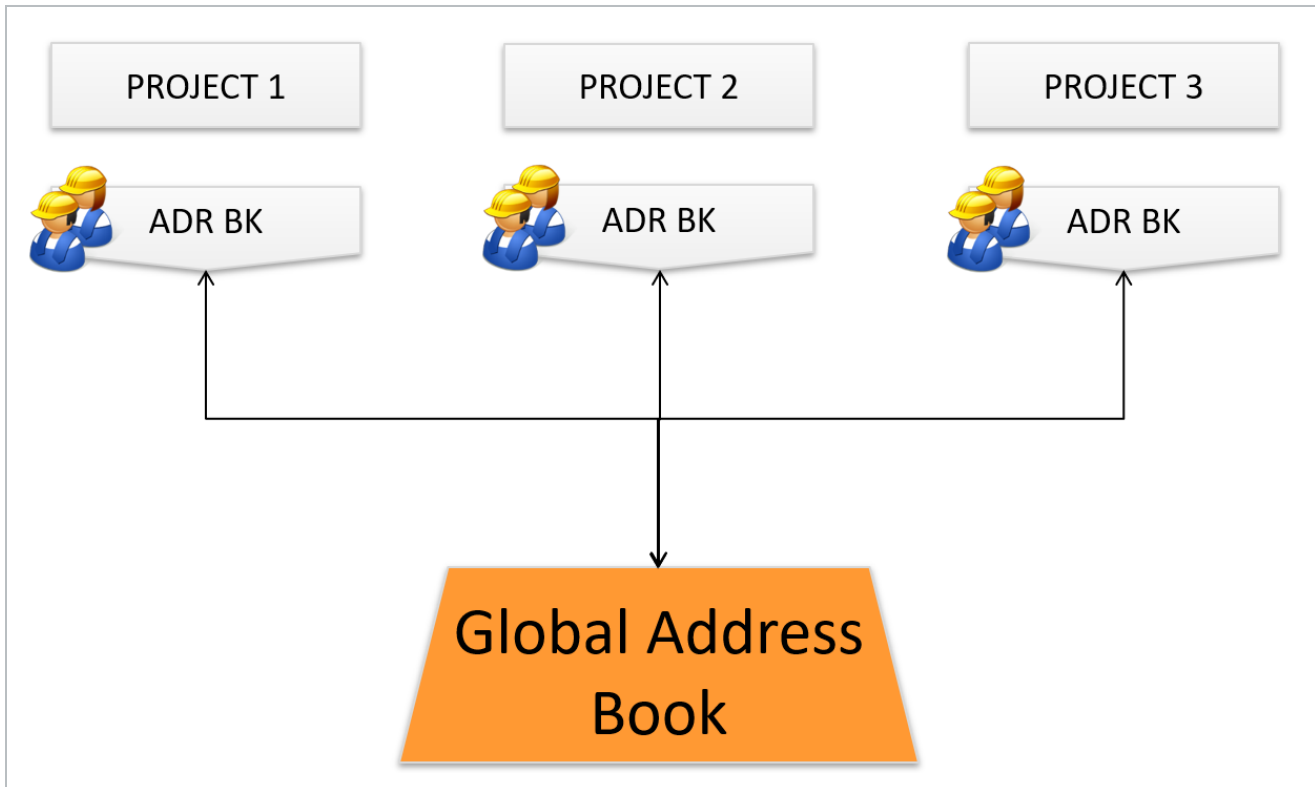 PROJECT 1
PROJECT 2
PROJECT 3
ADR BK
ADR BK
ADR BK
Global Address
Book